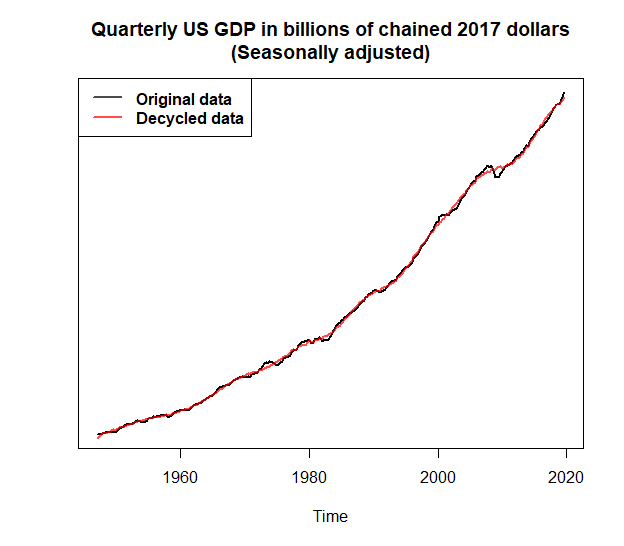 Quarterly US GDP in billions of chained 2017 dollars
(Seasonally adjusted)
Original data
Decycled data
1960 1980 2000 2020
Time